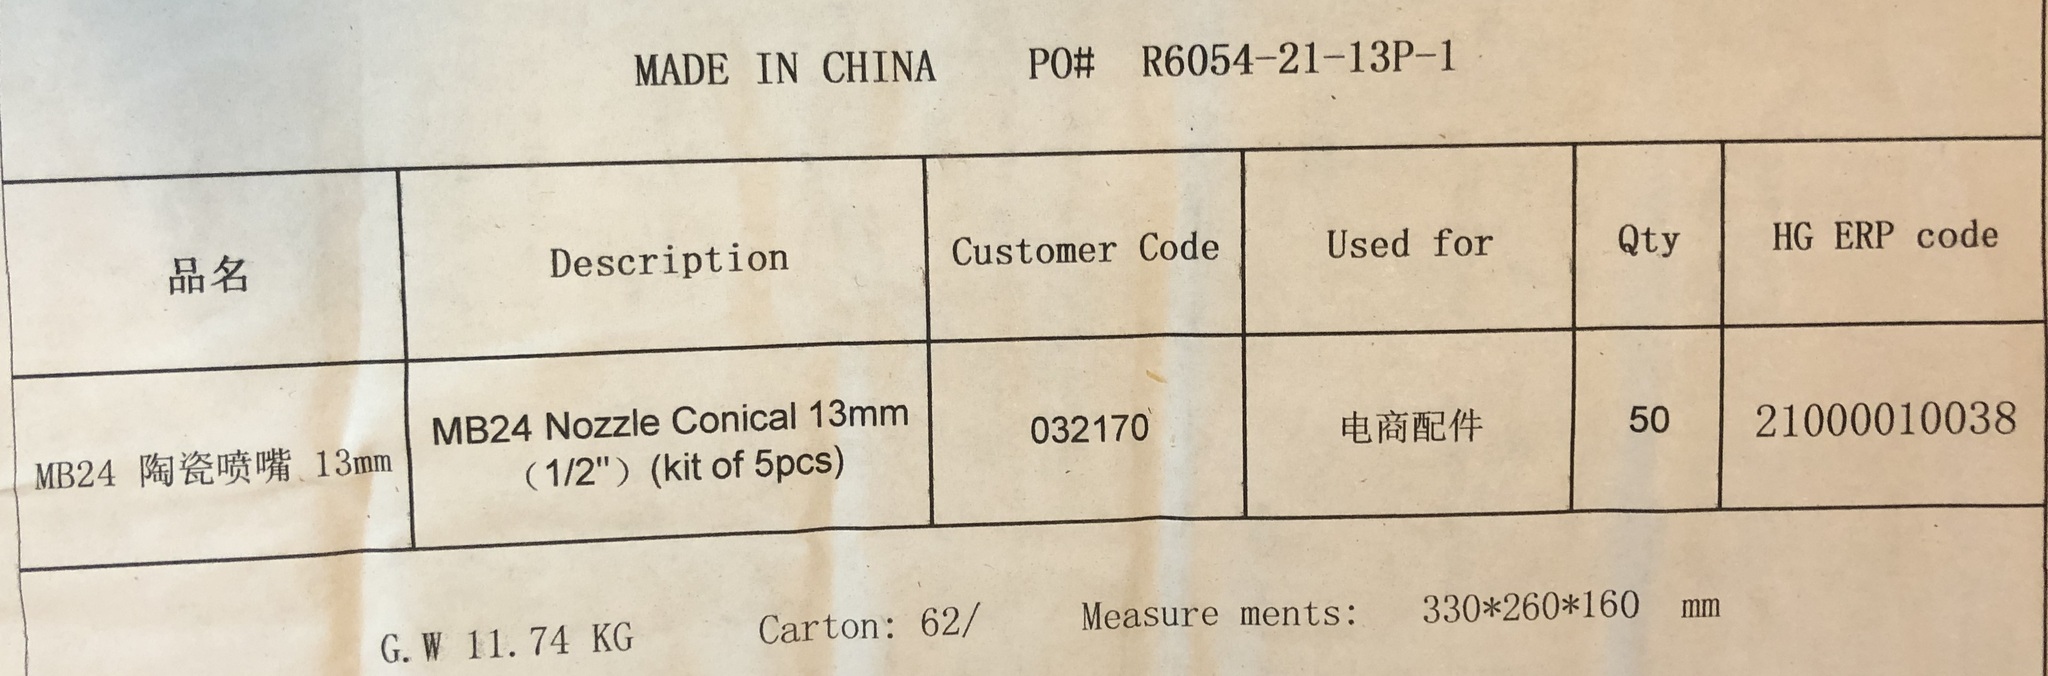 MADE IN CHINA PO# R6054-21-13P-1
品名 Description Customer Code Used for Qty HG ERP code
MB24 陶瓷喷嘴 13mm MB24 Nozzle Conical 13mm 032170 电商配件 50 21000010038
（1/2"）(kit of 5pcs)
G.W 11.74 KG Carton: 62/ Measure ments: 330*260*160 mm